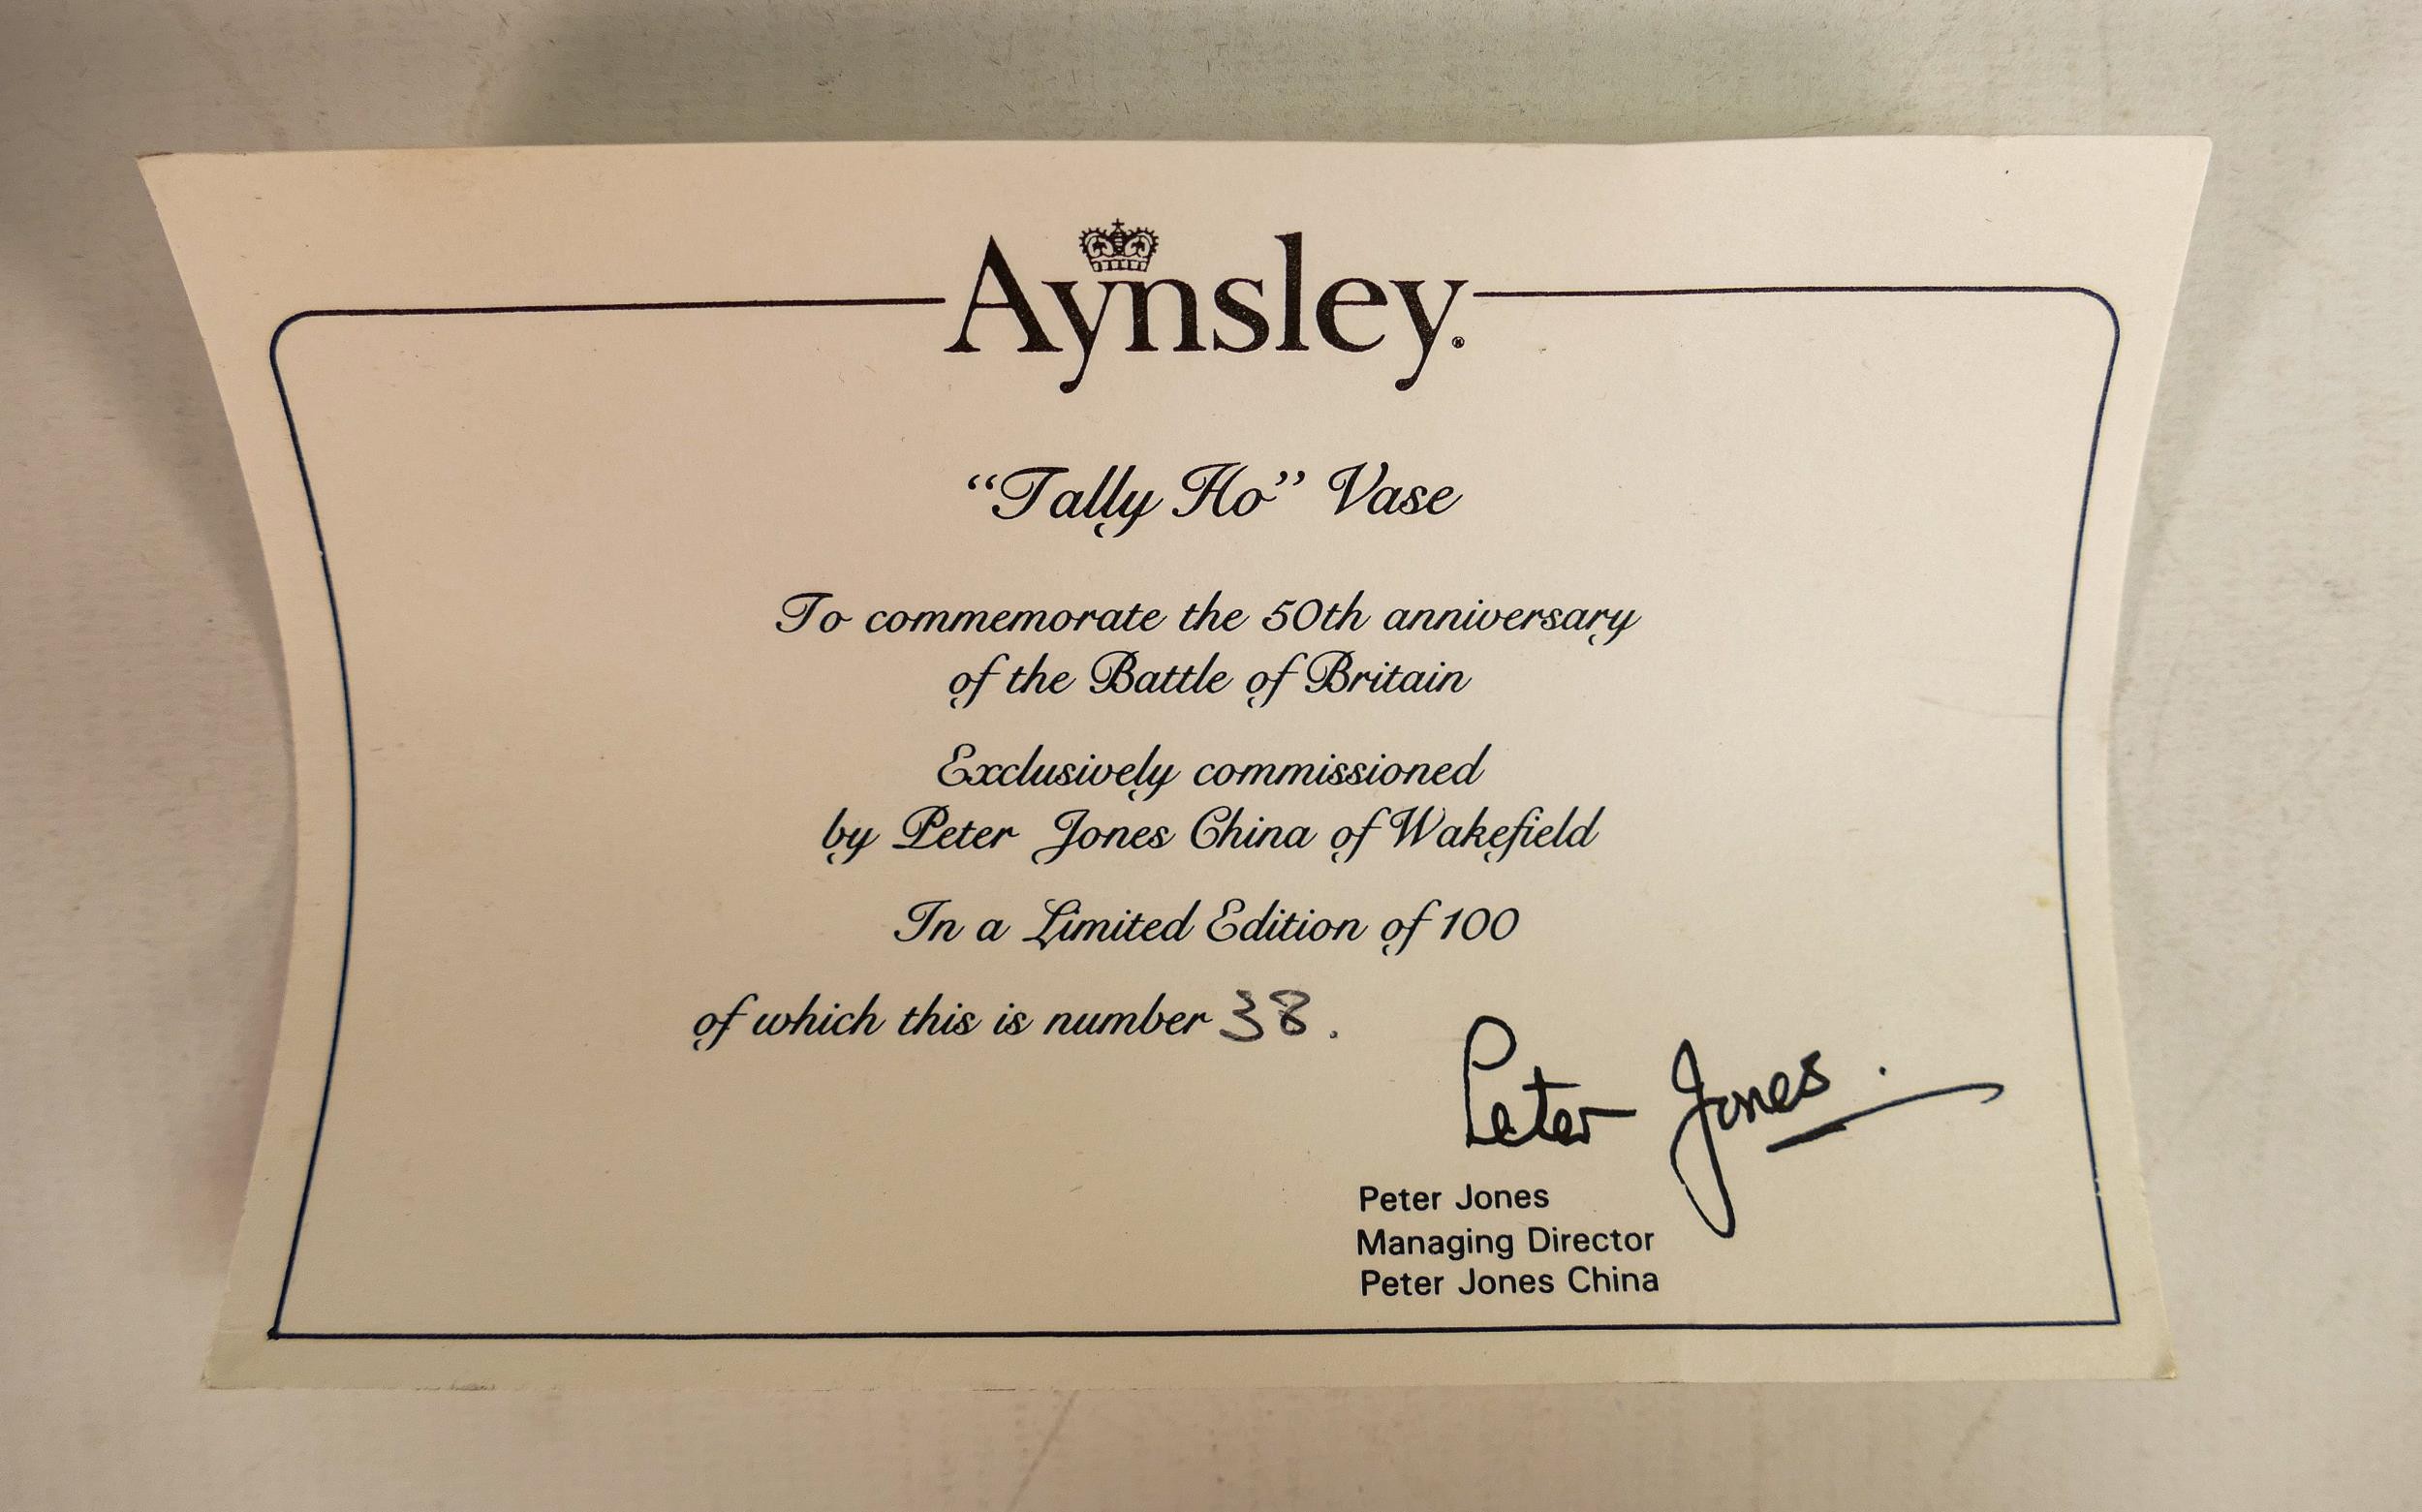 Aynsley®
“Tally Ho” Vase
To commemorate the 50th anniversary
of the Battle of Britain
Exclusively commissioned
by Peter Jones China of Wakefield
In a Limited Edition of 100
of which this is number 38.
Peter Jones.
Peter Jones
Managing Director
Peter Jones China